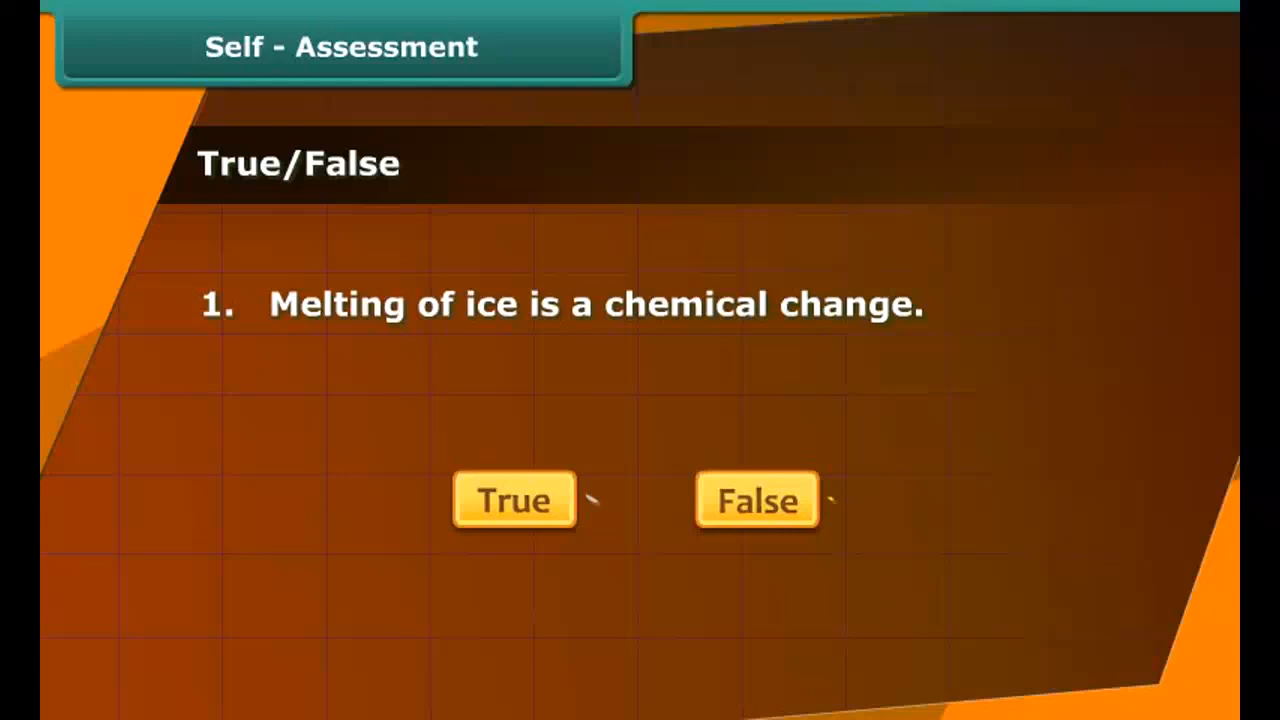 Self - Assessment
True/False
1. Melting of ice is a chemical change.
True
False